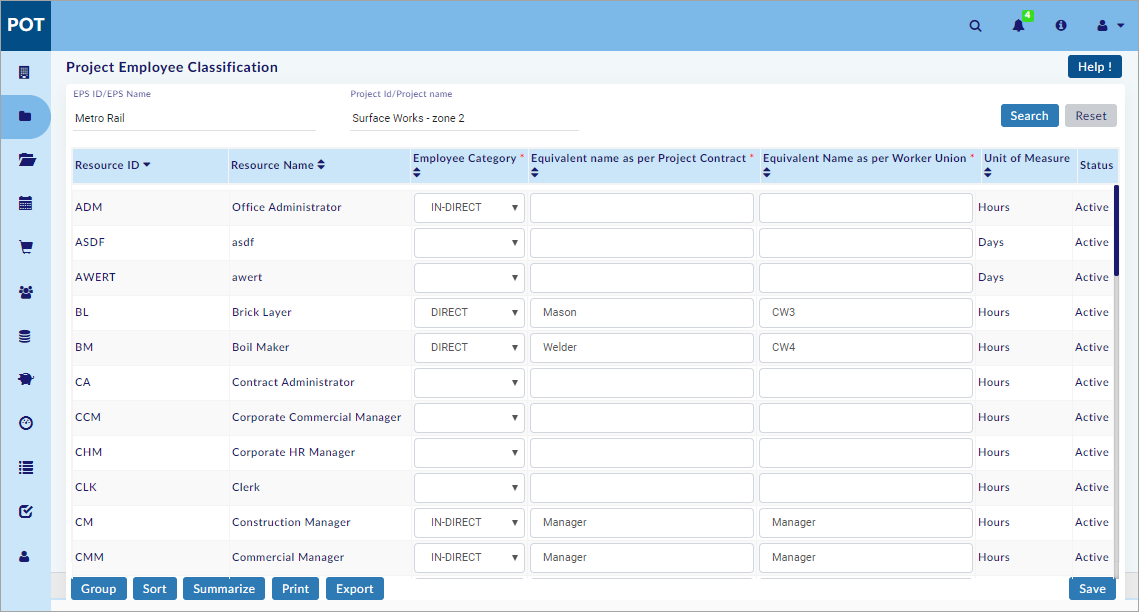 POT
4
Project Employee Classification
Help !
EPS ID/EPS Name
Project Id/Project name
Metro Rail
Surface Works - zone 2
Search
Reset
Resource ID Resource Name Employee Category * Equivalent name as per Project Contract * Equivalent Name as per Worker Union * Unit of Measure Status
ADM Office Administrator IN-DIRECT Hours Active
ASDF asdf Days Active
AWERT awert Days Active
BL Brick Layer DIRECT Mason CW3 Hours Active
BM Boil Maker DIRECT Welder CW4 Hours Active
CA Contract Administrator Hours Active
CCM Corporate Commercial Manager Hours Active
CHM Corporate HR Manager Hours Active
CLK Clerk Hours Active
CM Construction Manager IN-DIRECT Manager Manager Hours Active
CMM Commercial Manager IN-DIRECT Manager Manager Hours Active
Group Sort Summarize Print Export Save